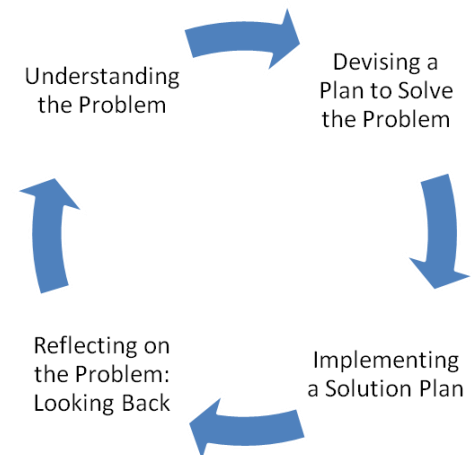 Understanding
the Problem
Devising a
Plan to Solve
the Problem
Implementing
a Solution Plan
Reflecting on
the Problem:
Looking Back